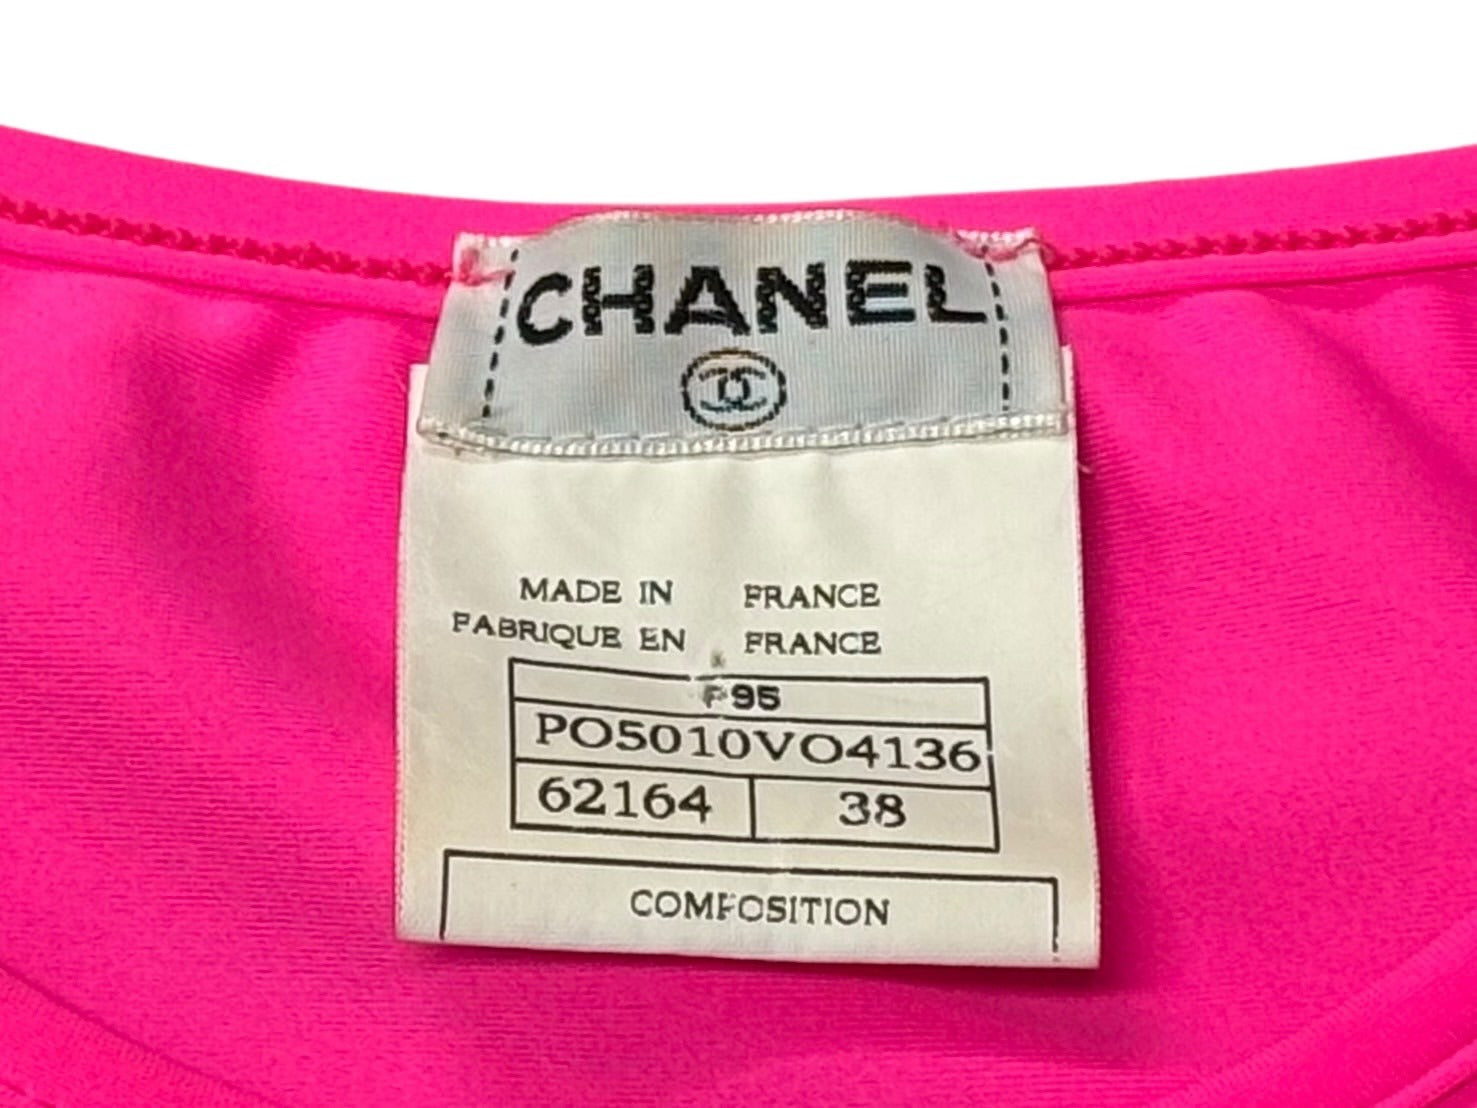 CHANEL
MADE IN FRANCE
FABRIQUE EN FRANCE
P95
PO5010VO4136
62164 38
COMPOSITION